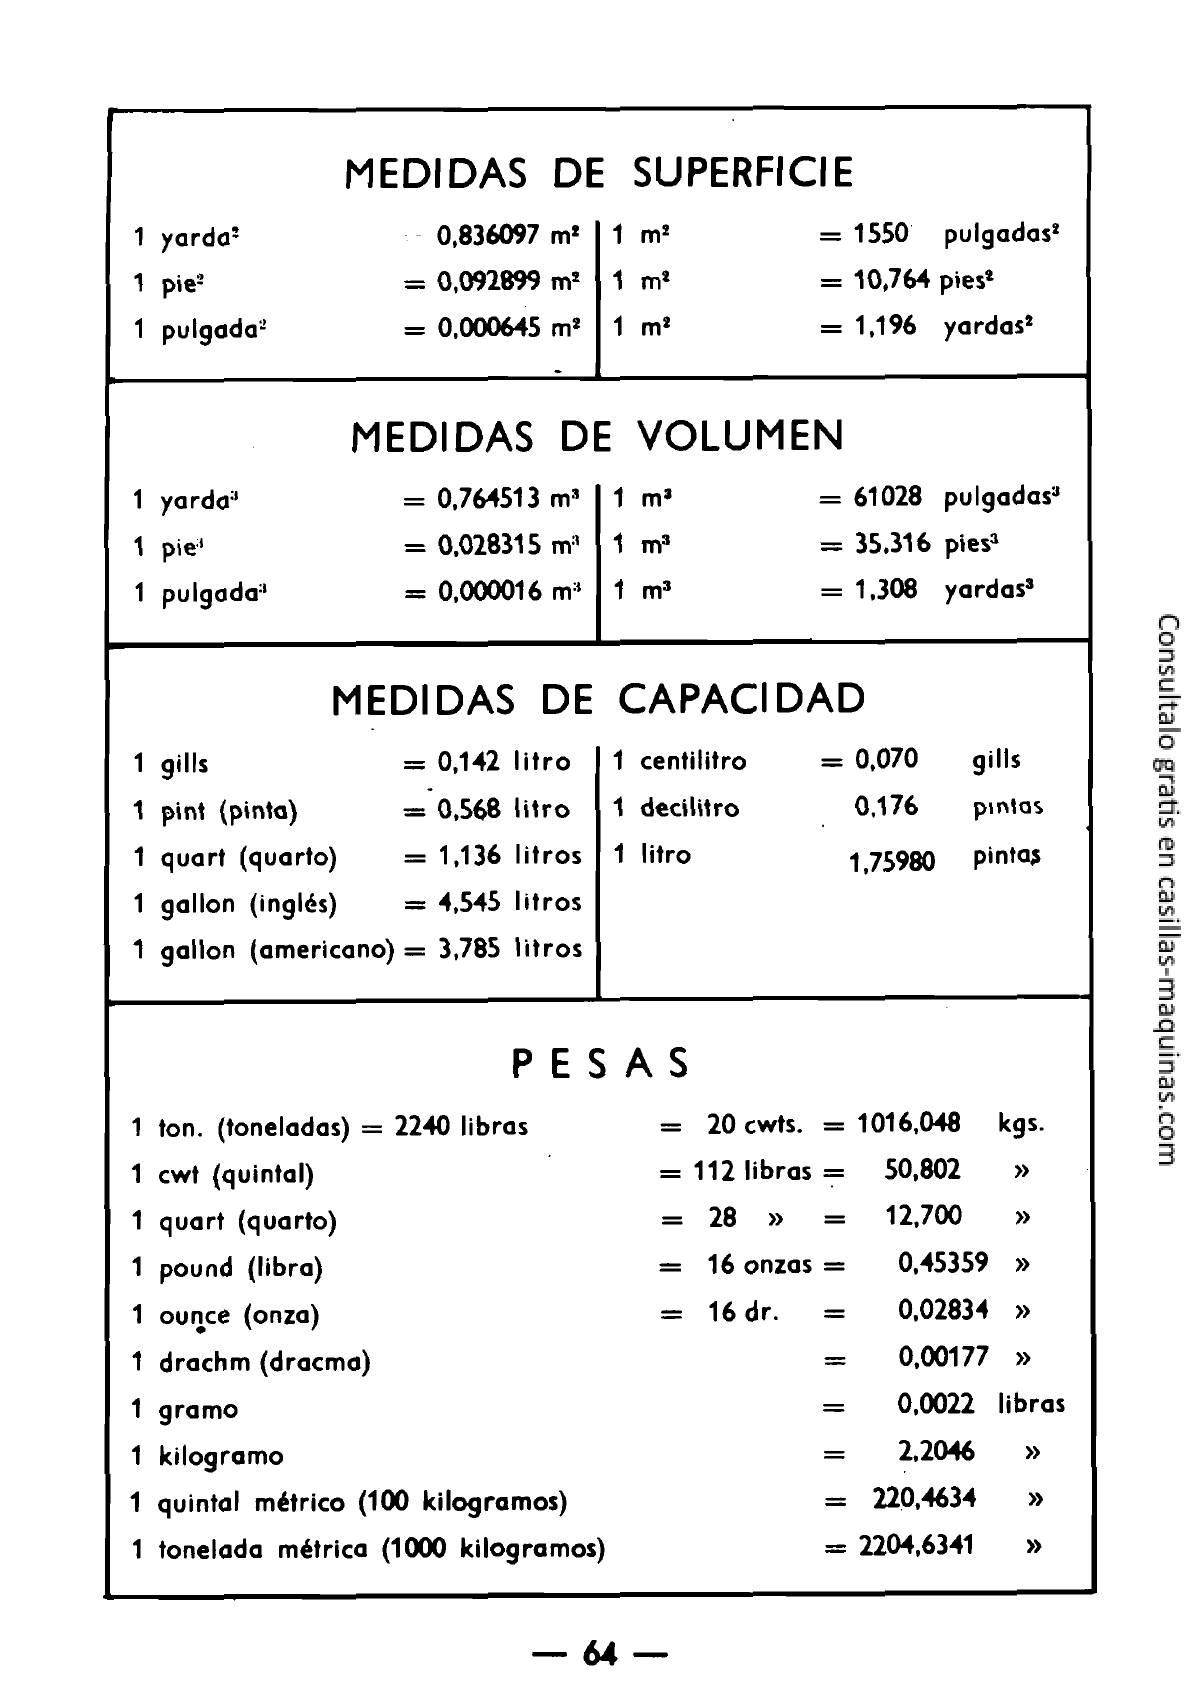 MEDIDAS DE SUPERFICIE
1 yarda² 0,836097 m² 1 m² = 1550 pulgadas²
1 pie² = 0,092899 m² 1 m² = 10,764 pies²
1 pulgada² = 0,000645 m² 1 m² = 1,196 yardas²
MEDIDAS DE VOLUMEN
1 yarda³ = 0,764513 m³ 1 m³ = 61028 pulgadas³
1 pie³ = 0,028315 m³ 1 m³ = 35,316 pies³
1 pulgada³ = 0,000016 m³ 1 m³ = 1,308 yardas³
MEDIDAS DE CAPACIDAD
1 gills = 0,142 litro 1 centilitro = 0,070 gills
1 pint (pinta) = 0,568 litro 1 decilitro 0,176 pintas
1 quart (quarto) = 1,136 litros 1 litro 1,75980 pintas
1 gallon (inglés) = 4,545 litros
1 gallon (americano) = 3,785 litros
PESAS
1 ton. (toneladas) = 2240 libras = 20 cwts. = 1016,048 kgs.
1 cwt (quintal) = 112 libras = 50,802 »
1 quart (quarto) = 28 » = 12,700 »
1 pound (libra) = 16 onzas = 0,45359 »
1 ounce (onza) = 16 dr. = 0,02834 »
1 drachm (dracma) = 0,00177 »
1 gramo = 0,0022 libras
1 kilogramo = 2,2046 »
1 quintal métrico (100 kilogramos) = 220,4634 »
1 tonelada métrica (1000 kilogramos) = 2204,6341 »
— 64 —
Consultalo gratis en casillas-maquinas.com